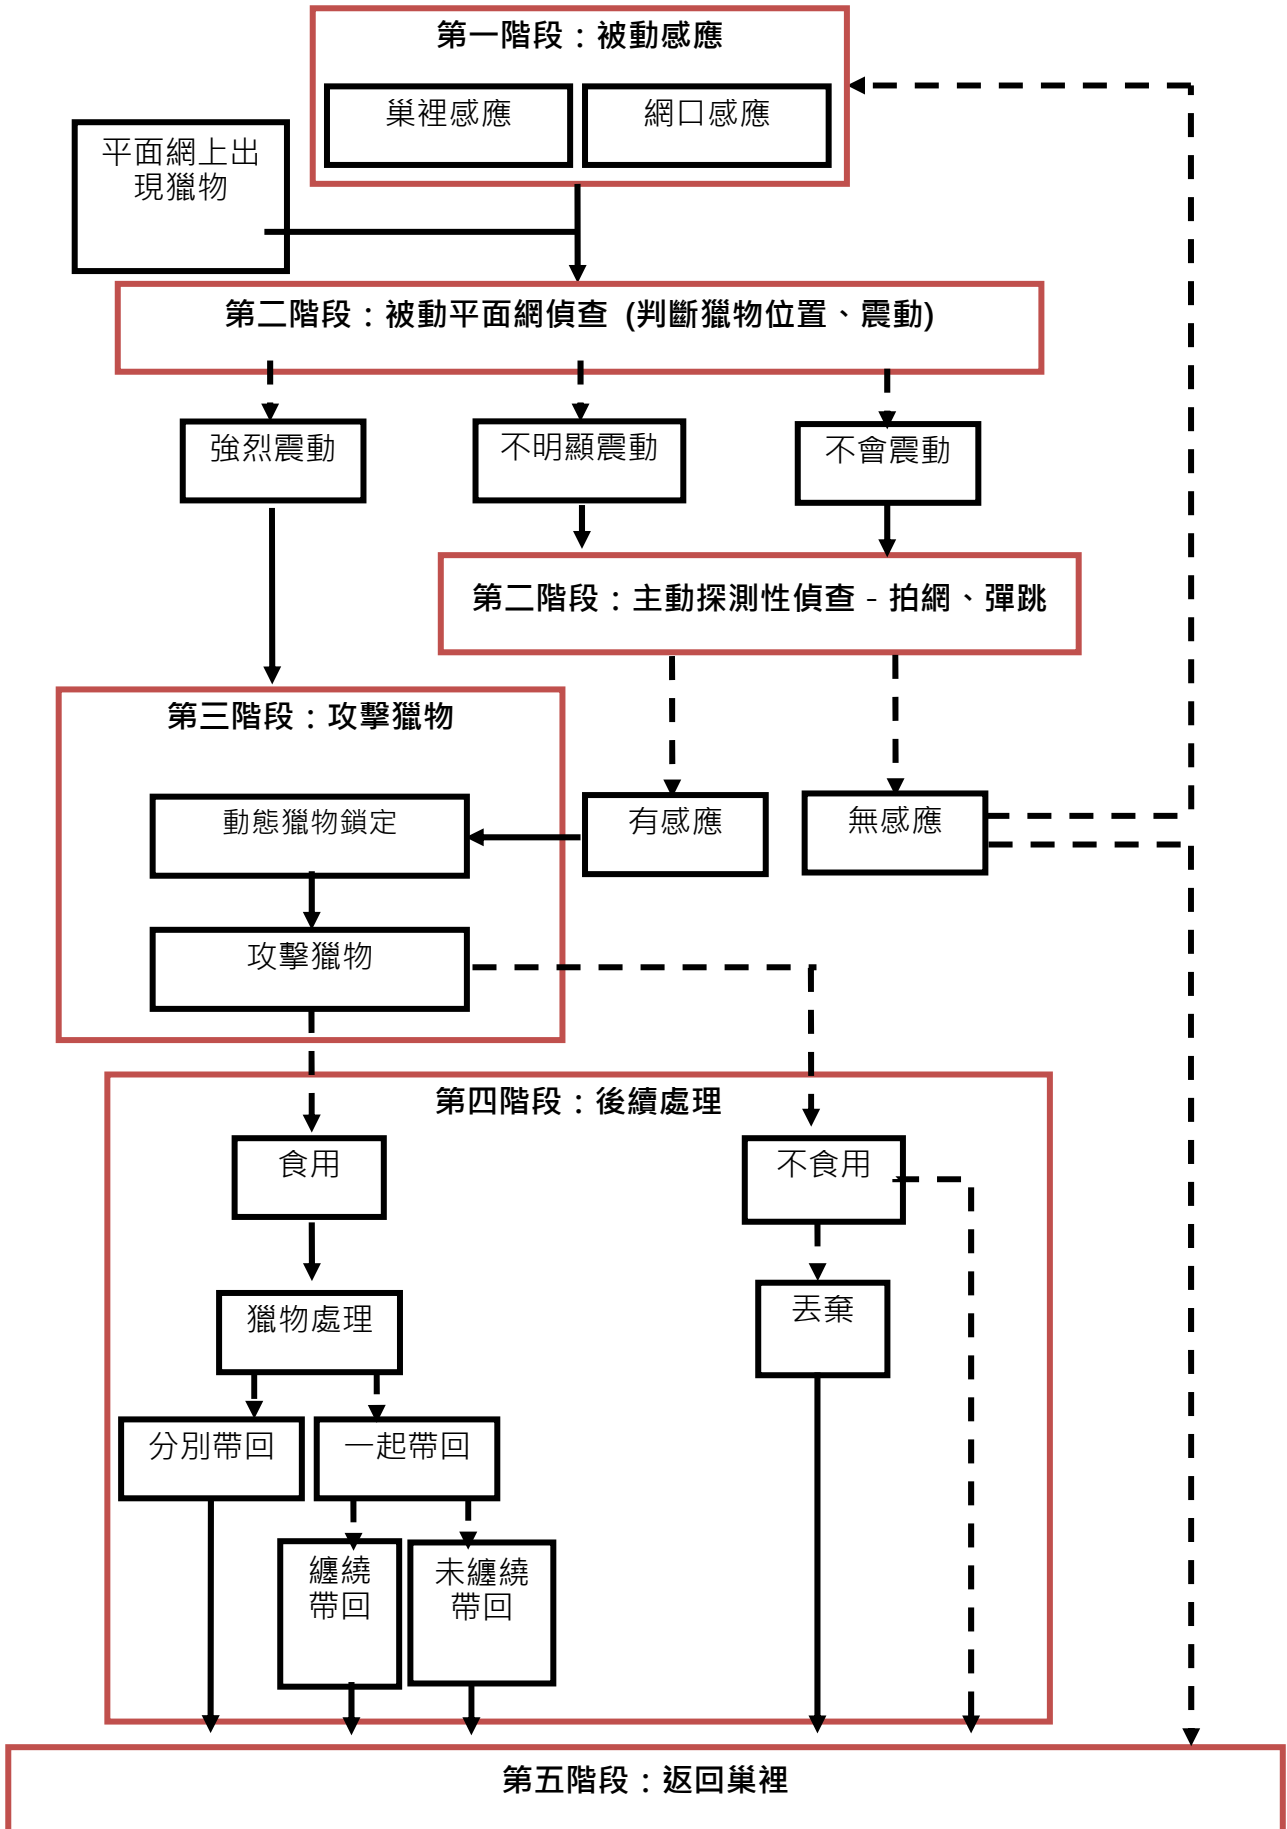 第一階段：被動感應
巢裡感應
網口感應
平面網上出
現獵物
第二階段：被動平面網偵查 (判斷獵物位置、震動)
強烈震動
不明顯震動
不會震動
第二階段：主動探測性偵查 - 拍網、彈跳
第三階段：攻擊獵物
動態獵物鎖定
有感應
無感應
攻擊獵物
第四階段：後續處理
食用
不食用
獵物處理
丟棄
分別帶回
一起帶回
纏繞
帶回
未纏繞
帶回
第五階段：返回巢裡